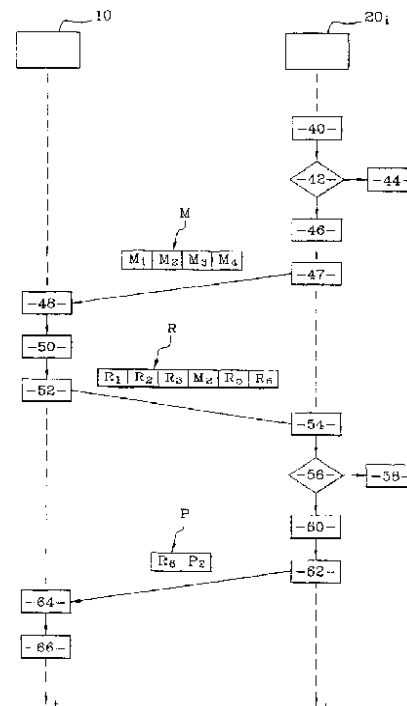 10
20i
-40-
-42-
-44-
-46-
M
M₁ M₂ M₃ M₄
-47-
-48-
-50-
R
R₁ R₂ R₃ M₂ R₅ R₆
-52-
-54-
-56-
-58-
-60-
P
R₆ P₂
-62-
-64-
-66-
t
t